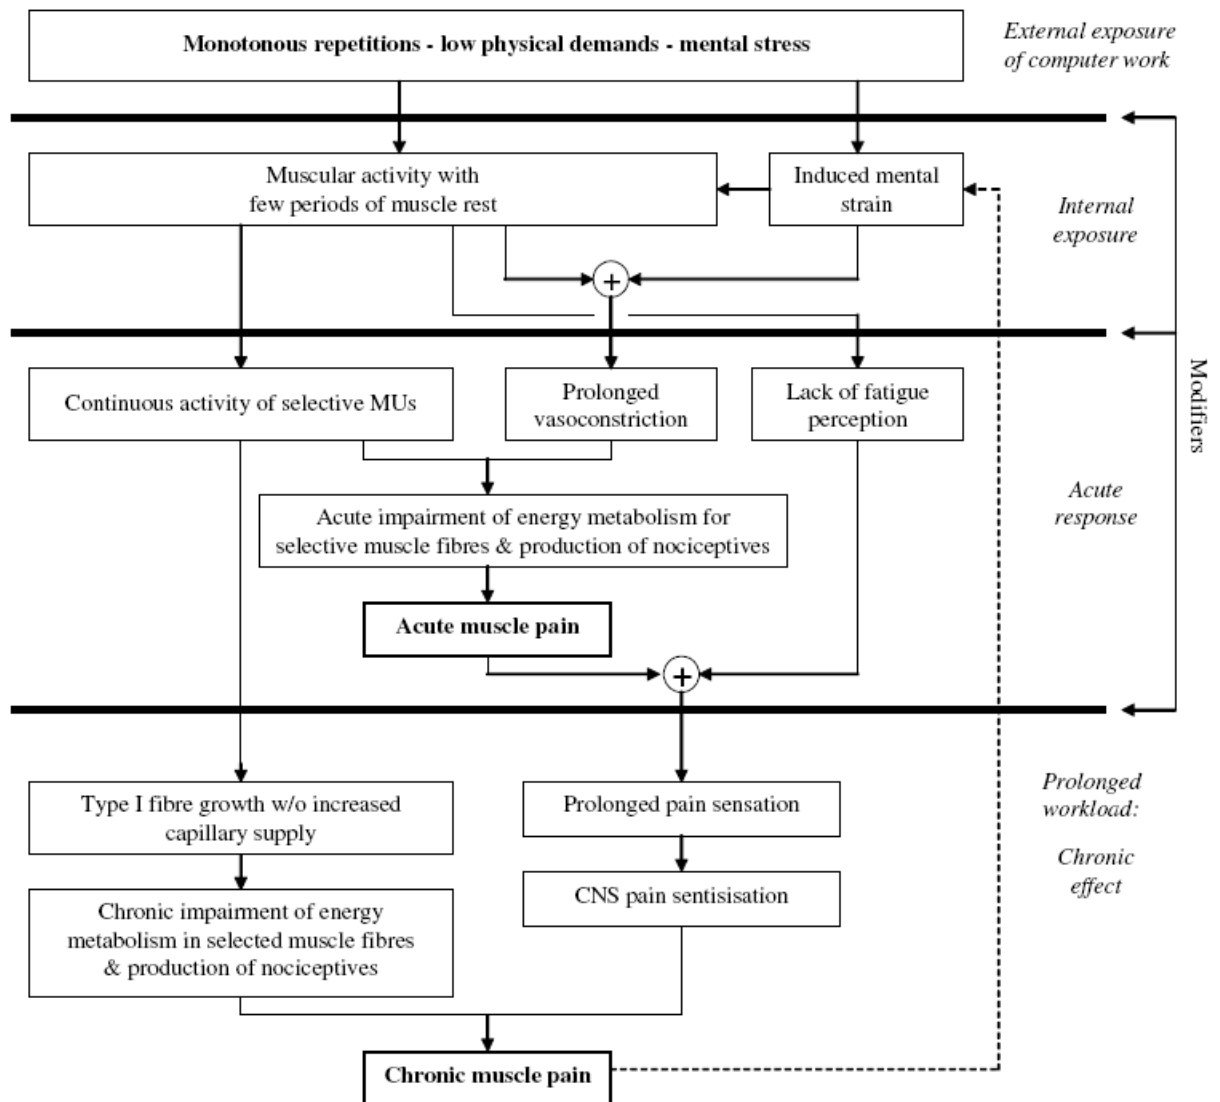 Monotonous repetitions - low physical demands - mental stress
External exposure
of computer work
Muscular activity with
few periods of muscle rest
Induced mental
strain
Internal
exposure
+
Continuous activity of selective MUs
Prolonged
vasoconstriction
Lack of fatigue
perception
Modifiers
Acute
response
Acute impairment of energy metabolism for
selective muscle fibres & production of nociceptives
Acute muscle pain
+
Type I fibre growth w/o increased
capillary supply
Prolonged pain sensation
Prolonged
workload:
Chronic
effect
CNS pain sentisisation
Chronic impairment of energy
metabolism in selected muscle fibres
& production of nociceptives
Chronic muscle pain